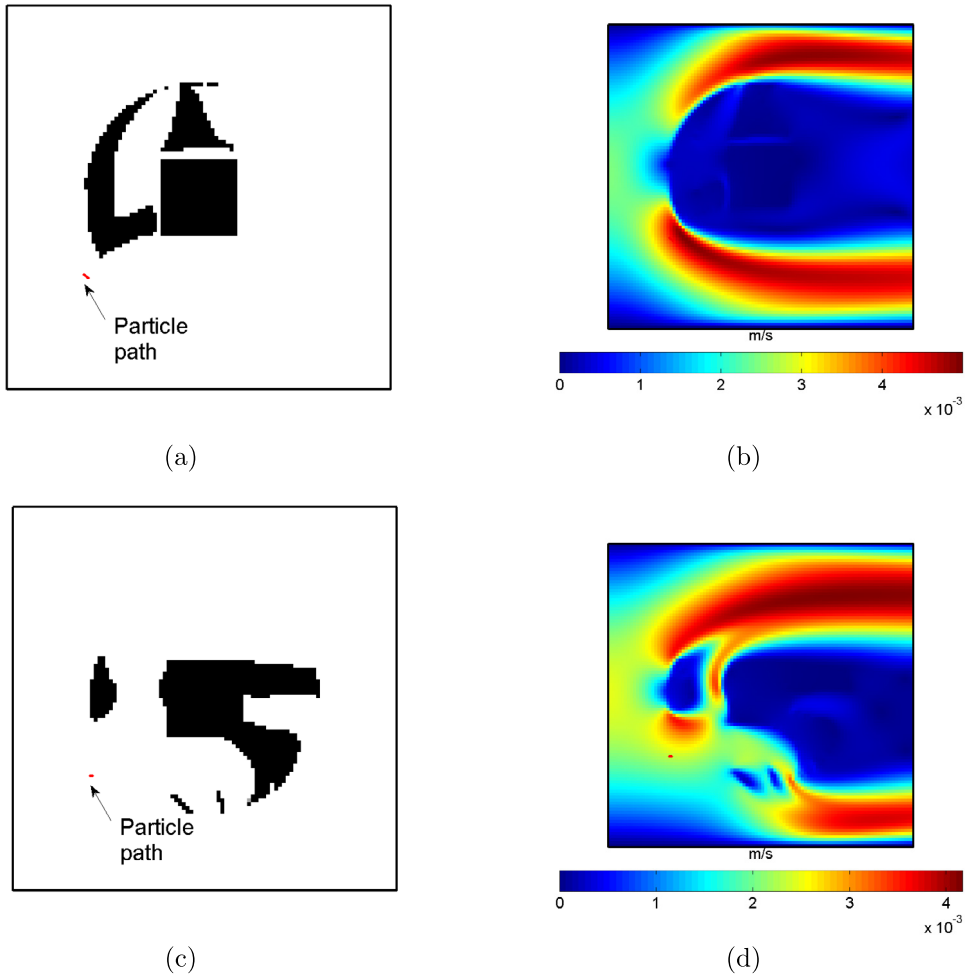 Particle
path
m/s
0 1 2 3 4
x 10^-3
(a)
(b)
Particle
path
m/s
0 1 2 3 4
x 10^-3
(c)
(d)